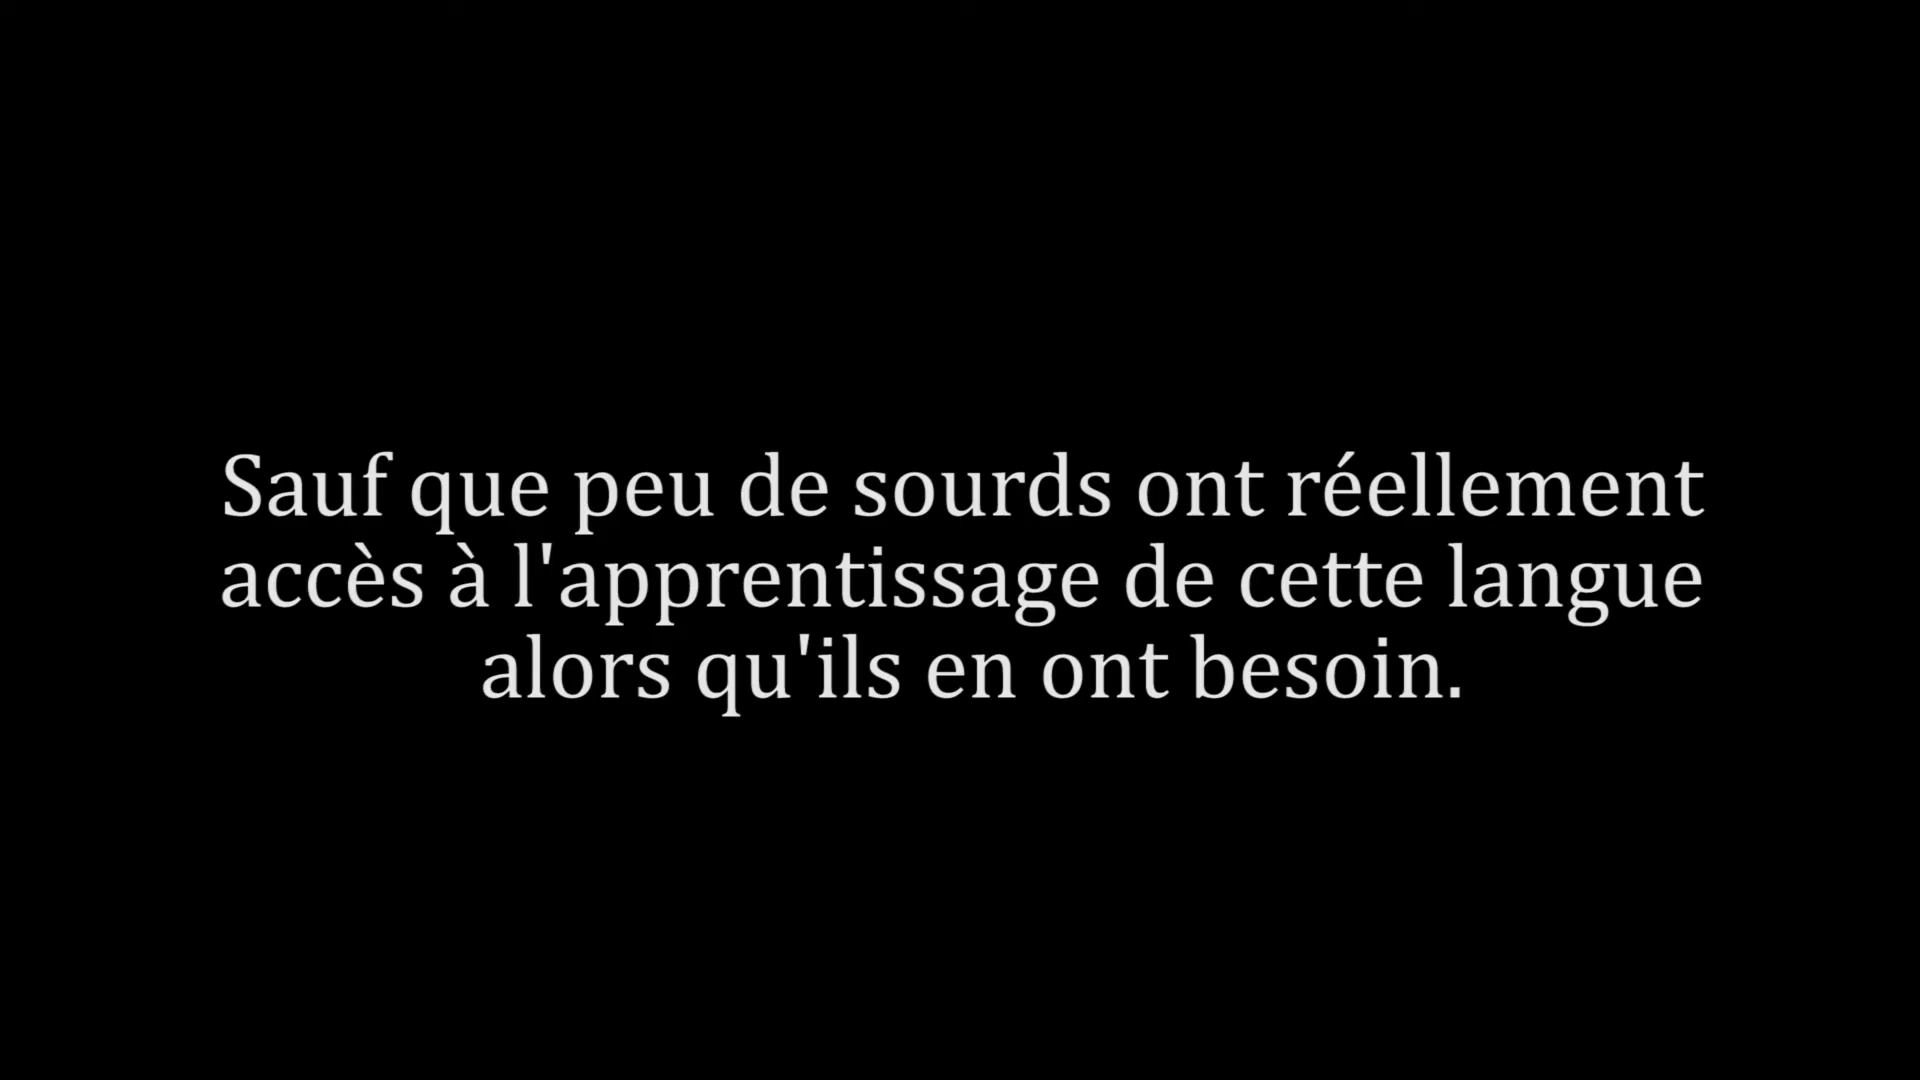 Sauf que peu de sourds ont réellement
accès à l'apprentissage de cette langue
alors qu'ils en ont besoin.